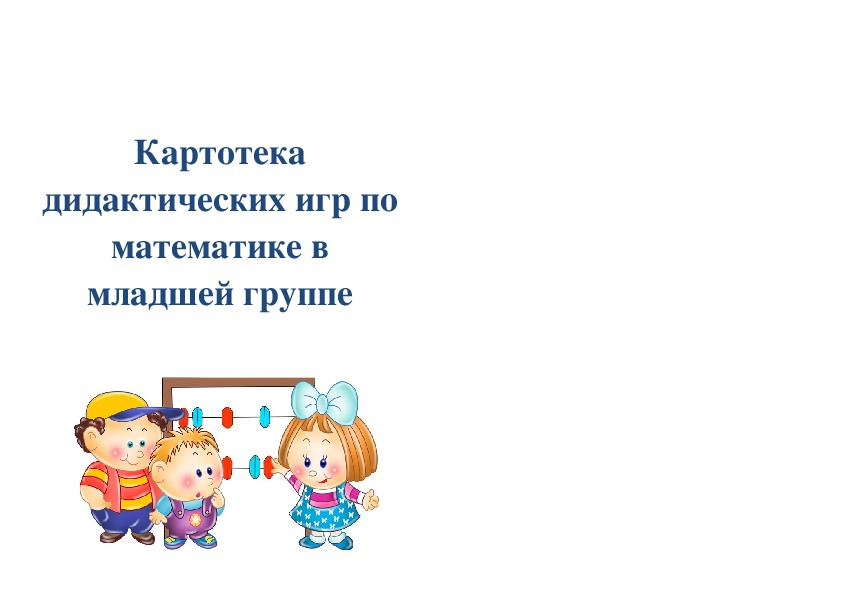 Картотека
дидактических игр по
математике в
младшей группе